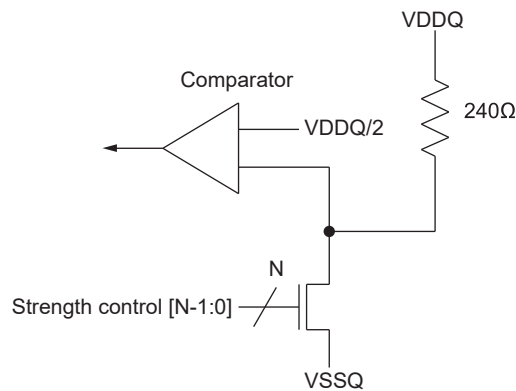 VDDQ
Comparator
240Ω
VDDQ/2
N
Strength control [N-1:0]
VSSQ